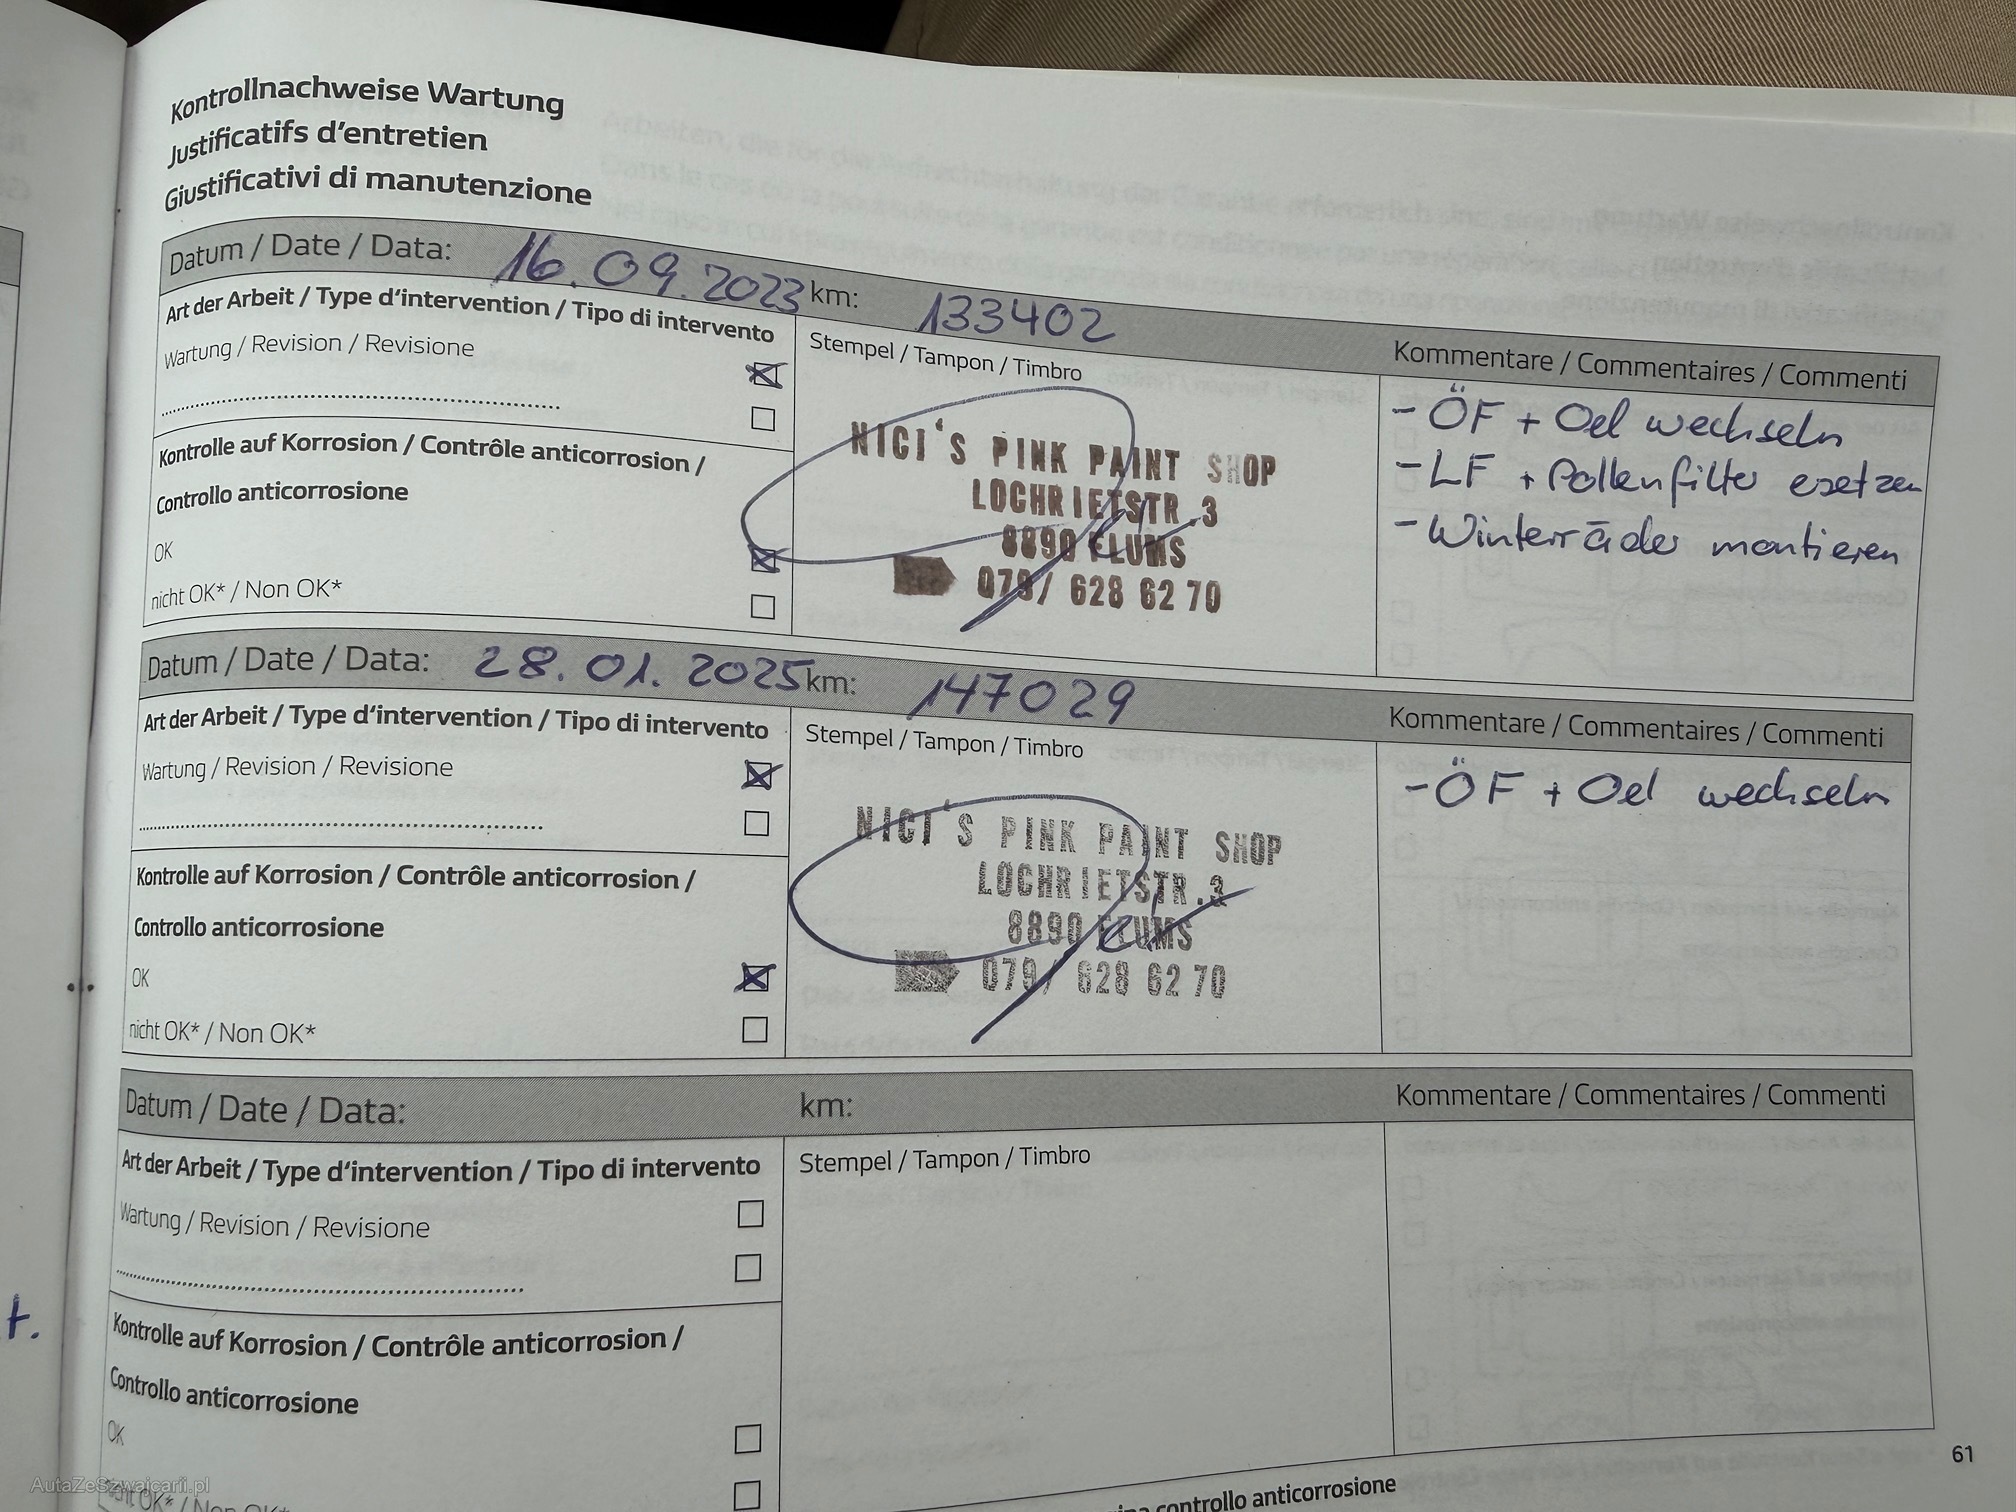 Kontrollnachweise Wartung
Justificatifs d'entretien
Giustificativi di manutenzione
Datum / Date / Data: 16.09.2023 km: 133402
Kommentare / Commentaires / Commenti
Art der Arbeit / Type d'intervention / Tipo di intervento
Stempel / Tampon / Timbro
Wartung / Revision / Revisione
Kontrolle auf Korrosion / Contrôle anticorrosion /
Controllo anticorrosione
OK
nicht OK* / Non OK*
NICI'S PINK PAINT SHOP
LOCHRIETSTR.3
8890 FLUMS
079/ 628 62 70
- ÖF + Oel wechseln
- LF + Pollenfilter esetzen
- Winterräder montieren
Datum / Date / Data: 28.01.2025 km: 147029
Kommentare / Commentaires / Commenti
Art der Arbeit / Type d'intervention / Tipo di intervento
Stempel / Tampon / Timbro
Wartung / Revision / Revisione
Kontrolle auf Korrosion / Contrôle anticorrosion /
Controllo anticorrosione
OK
nicht OK* / Non OK*
NICI'S PINK PAINT SHOP
LOCHRIETSTR.3
8890 FLUMS
079/ 628 62 70
- ÖF + Oel wechseln
Datum / Date / Data: km:
Kommentare / Commentaires / Commenti
Art der Arbeit / Type d'intervention / Tipo di intervento
Stempel / Tampon / Timbro
Wartung / Revision / Revisione
Kontrolle auf Korrosion / Contrôle anticorrosion /
Controllo anticorrosione
OK
nicht OK* / Non OK*
controllo anticorrosione
61
t.
AutaZeSzwajcarii.pl